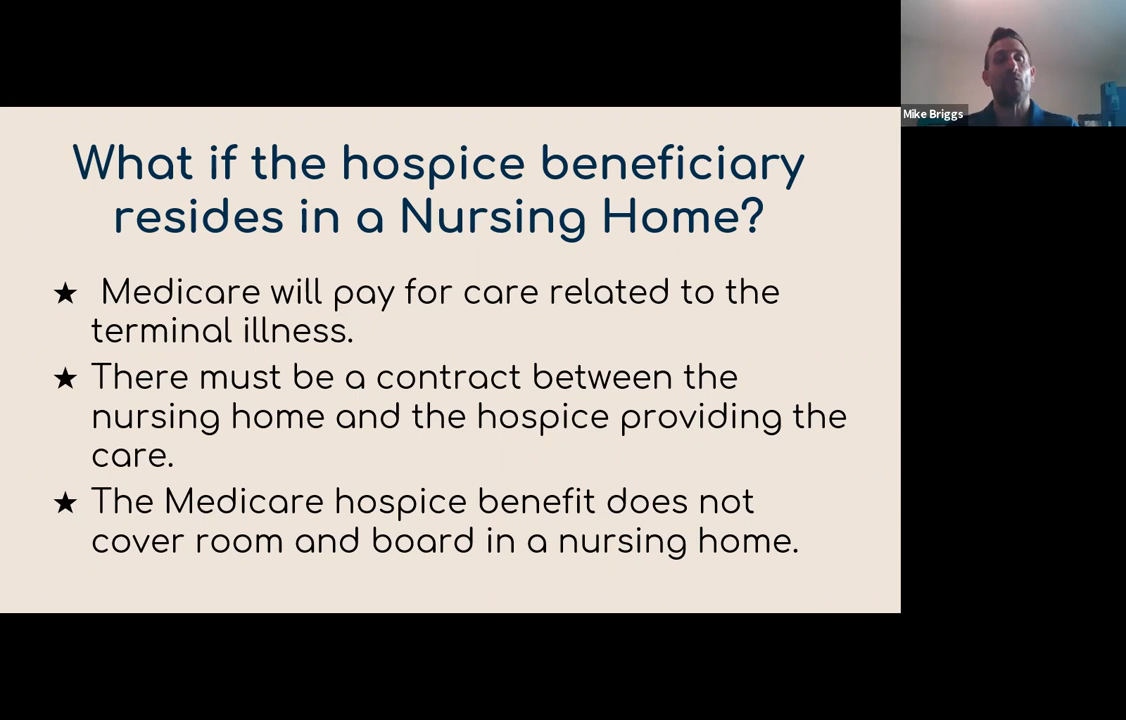 Mike Briggs
What if the hospice beneficiary
resides in a Nursing Home?
★ Medicare will pay for care related to the
terminal illness.
★ There must be a contract between the
nursing home and the hospice providing the
care.
★ The Medicare hospice benefit does not
cover room and board in a nursing home.